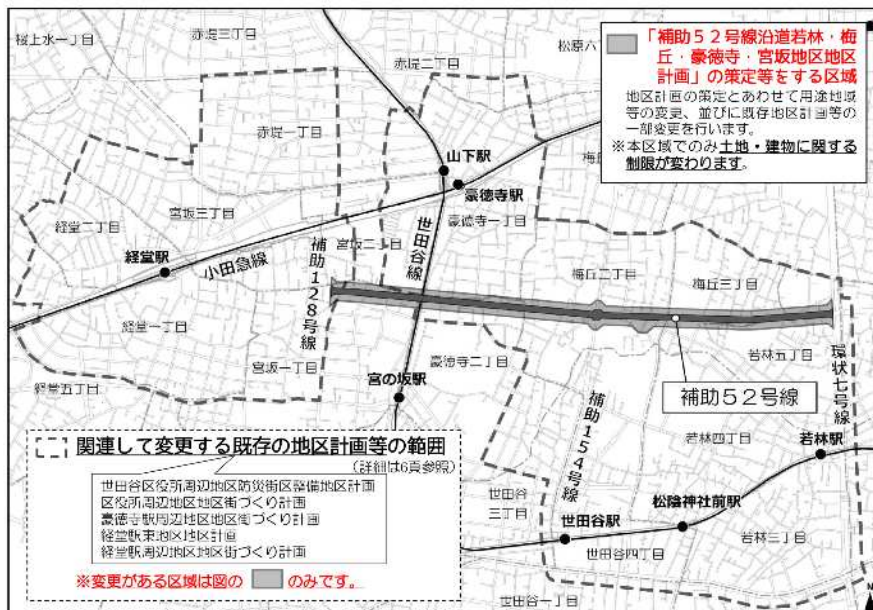 桜上水一丁目
赤堤三丁目
赤堤二丁目
松原六
「補助52号線沿道若林・梅
丘・豪徳寺・宮坂地区地区
計画」の策定等をする区域
地区計画の策定とあわせて用途地域
等の変更、並びに既存地区計画等の
一部変更を行います。
※本区域でのみ土地・建物に関する
制限が変わります。
赤堤一丁目
山下駅
豪徳寺駅
梅丘
経堂二丁目
宮坂三丁目
世田谷線
豪徳寺一丁目
経堂駅
小田急線
補助128号線
宮坂二丁目
梅丘二丁目
梅丘三丁目
経堂一丁目
宮坂一丁目
豪徳寺二丁目
若林五丁目
環状七号線
経堂五丁目
宮の坂駅
補助154号線
補助52号線
若林四丁目
若林駅
関連して変更する既存の地区計画等の範囲
(詳細は6頁参照)
世田谷区役所周辺地区防災街区整備地区計画
区役所周辺地区地区街づくり計画
豪徳寺駅周辺地区地区街づくり計画
経堂駅東地区地区計画
経堂駅周辺地区地区街づくり計画
※変更がある区域は図の のみです。
世田谷
三丁目
世田谷駅
松陰神社前駅
若林三丁目
世田谷四丁目
世田谷一丁目
N